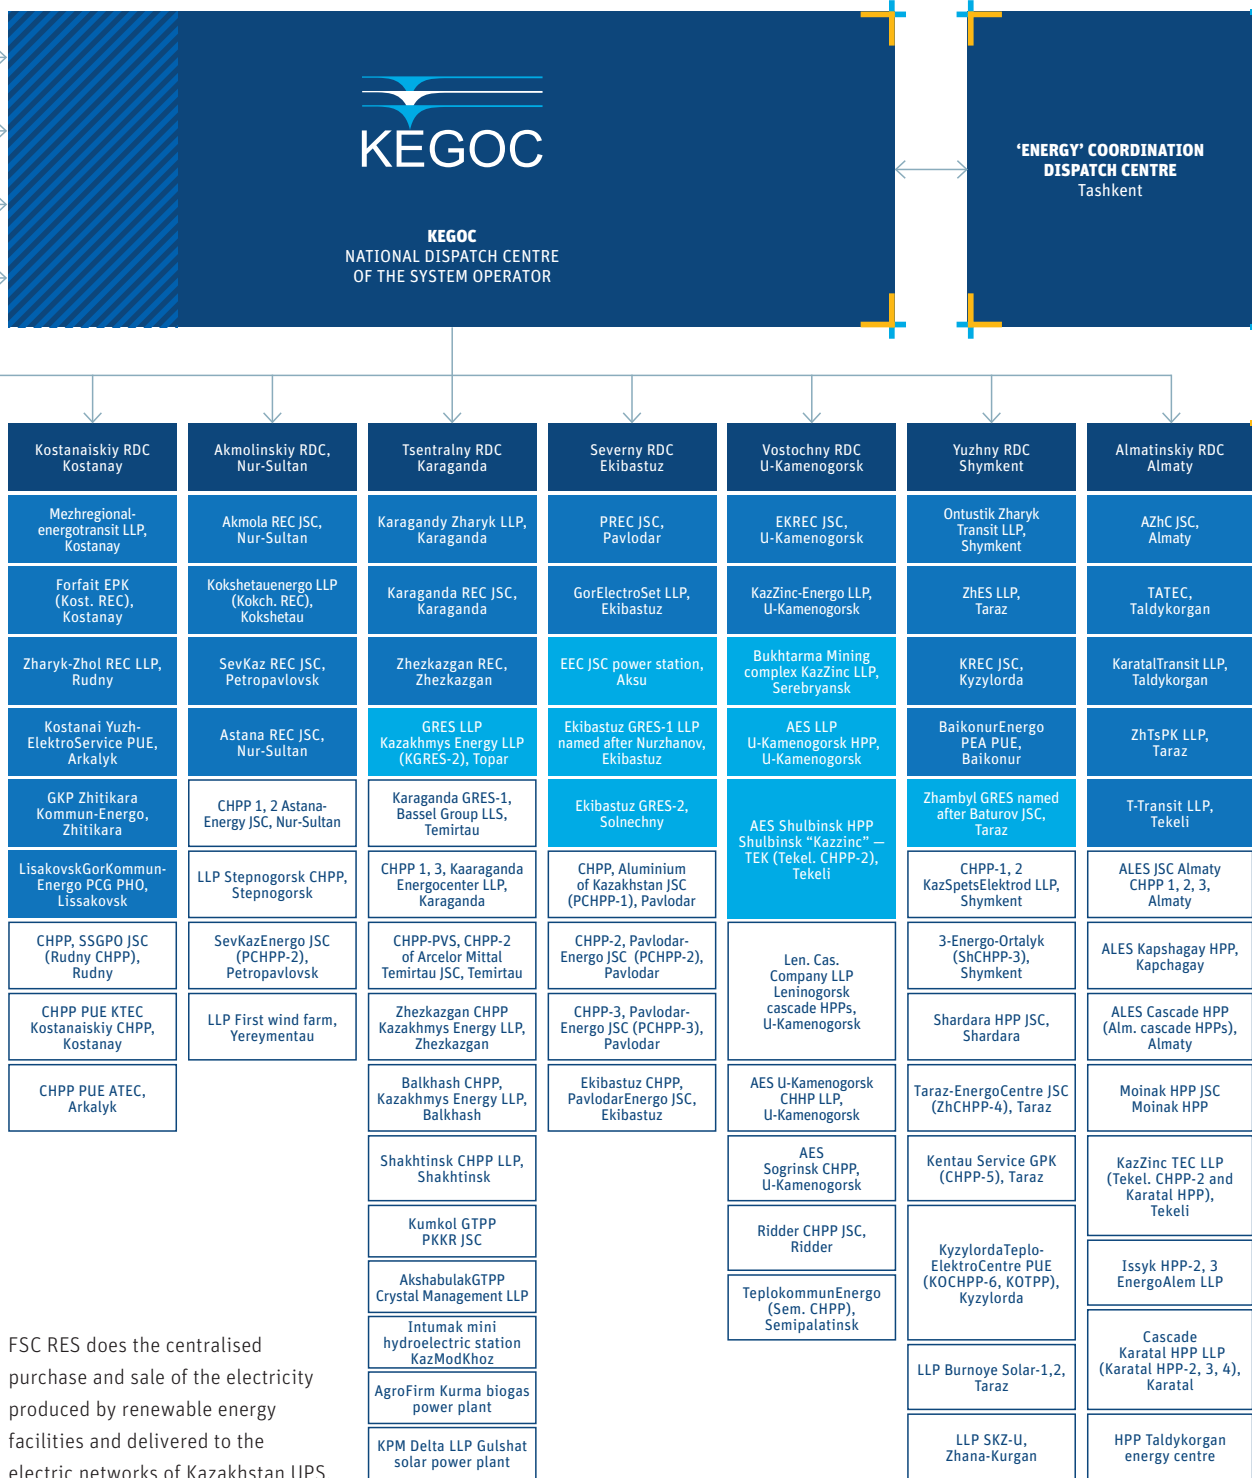 KEGOC
KEGOC
NATIONAL DISPATCH CENTRE
OF THE SYSTEM OPERATOR
‘ENERGY’ COORDINATION
DISPATCH CENTRE
Tashkent
Kostanaiskiy RDC
Kostanay
Mezhregional-
energotransit LLP,
Kostanay
Forfait EPK
(Kost. REC),
Kostanay
Zharyk-Zhol REC LLP,
Rudny
Kostanai Yuzh-
ElektroService PUE,
Arkalyk
GKP Zhitikara
Kommun-Energo,
Zhitikara
LisakovskGorKommun-
Energo PCG PHO,
Lissakovsk
CHPP, SSGPO JSC
(Rudny CHPP),
Rudny
CHPP PUE KTEC
Kostanaiskiy CHPP,
Kostanay
CHPP PUE ATEC,
Arkalyk
Akmolinskiy RDC,
Nur-Sultan
Akmola REC JSC,
Nur-Sultan
Kokshetauenergo LLP
(Kokch. REC),
Kokshetau
SevKaz REC JSC,
Petropavlovsk
Astana REC JSC,
Nur-Sultan
CHPP 1, 2 Astana-
Energy JSC, Nur-Sultan
LLP Stepnogorsk CHPP,
Stepnogorsk
SevKazEnergo JSC
(PCHPP-2),
Petropavlovsk
LLP First wind farm,
Yereymentau
Tsentralny RDC
Karaganda
Karagandy Zharyk LLP,
Karaganda
Karaganda REC JSC,
Karaganda
Zhezkazgan REC,
Zhezkazgan
GRES LLP
Kazakhmys Energy LLP
(KGRES-2), Topar
Karaganda GRES-1,
Bassel Group LLS,
Temirtau
CHPP 1, 3, Kaaraganda
Energocenter LLP,
Karaganda
CHPP-PVS, CHPP-2
of Arcelor Mittal
Temirtau JSC, Temirtau
Zhezkazgan CHPP
Kazakhmys Energy LLP,
Zhezkazgan
Balkhash CHPP,
Kazakhmys Energy LLP,
Balkhash
Shakhtinsk CHPP LLP,
Shakhtinsk
Kumkol GTPP
PKKR JSC
AkshabulakGTPP
Crystal Management LLP
Intumak mini
hydroelectric station
KazModKhoz
AgroFirm Kurma biogas
power plant
KPM Delta LLP Gulshat
solar power plant
Severny RDC
Ekibastuz
PREC JSC,
Pavlodar
GorElectroSet LLP,
Ekibastuz
EEC JSC power station,
Aksu
Ekibastuz GRES-1 LLP
named after Nurzhanov,
Ekibastuz
Ekibastuz GRES-2,
Solnechny
CHPP, Aluminium
of Kazakhstan JSC
(PCHPP-1), Pavlodar
CHPP-2, Pavlodar-
Energo JSC (PCHPP-2),
Pavlodar
CHPP-3, Pavlodar-
Energo JSC (PCHPP-3),
Pavlodar
Ekibastuz CHPP,
PavlodarEnergo JSC,
Ekibastuz
Vostochny RDC
U-Kamenogorsk
EKREC JSC,
U-Kamenogorsk
KazZinc-Energo LLP,
U-Kamenogorsk
Bukhtarma Mining
complex KazZinc LLP,
Serebryansk
AES LLP
U-Kamenogorsk HPP,
U-Kamenogorsk
AES Shulbinsk HPP
Shulbinsk “Kazzinc” —
TEK (Tekel. CHPP-2),
Tekeli
Len. Cas.
Company LLP
Leninogorsk
cascade HPPs,
U-Kamenogorsk
AES U-Kamenogorsk
CHHP LLP,
U-Kamenogorsk
AES
Sogrinsk CHPP,
U-Kamenogorsk
Ridder CHPP JSC,
Ridder
TeplokommunEnergo
(Sem. CHPP),
Semipalatinsk
Yuzhny RDC
Shymkent
Ontustik Zharyk
Transit LLP,
Shymkent
ZhES LLP,
Taraz
KREC JSC,
Kyzylorda
BaikonurEnergo
PEA PUE,
Baikonur
Zhambyl GRES named
after Baturov JSC,
Taraz
CHPP-1, 2
KazSpetsElektrod LLP,
Shymkent
3-Energo-Ortalyk
(ShCHPP-3),
Shymkent
Shardara HPP JSC,
Shardara
Taraz-EnergoCentre JSC
(ZhCHPP-4), Taraz
Kentau Service GPK
(CHPP-5), Taraz
KyzylordaTeplo-
ElektroCentre PUE
(KOCHPP-6, KOTPP),
Kyzylorda
LLP Burnoye Solar-1,2,
Taraz
LLP SKZ-U,
Zhana-Kurgan
Almatinskiy RDC
Almaty
AZhC JSC,
Almaty
TATEC,
Taldykorgan
KaratalTransit LLP,
Taldykorgan
ZhTsPK LLP,
Taraz
T-Transit LLP,
Tekeli
ALES JSC Almaty
CHPP 1, 2, 3,
Almaty
ALES Kapshagay HPP,
Kapchagay
ALES Cascade HPP
(Alm. cascade HPPs),
Almaty
Moinak HPP JSC
Moinak HPP
KazZinc TEC LLP
(Tekel. CHPP-2 and
Karatal HPP),
Tekeli
Issyk HPP-2, 3
EnergoAlem LLP
Cascade
Karatal HPP LLP
(Karatal HPP-2, 3, 4),
Karatal
HPP Taldykorgan
energy centre
FSC RES does the centralised
purchase and sale of the electricity
produced by renewable energy
facilities and delivered to the
electric networks of Kazakhstan UPS